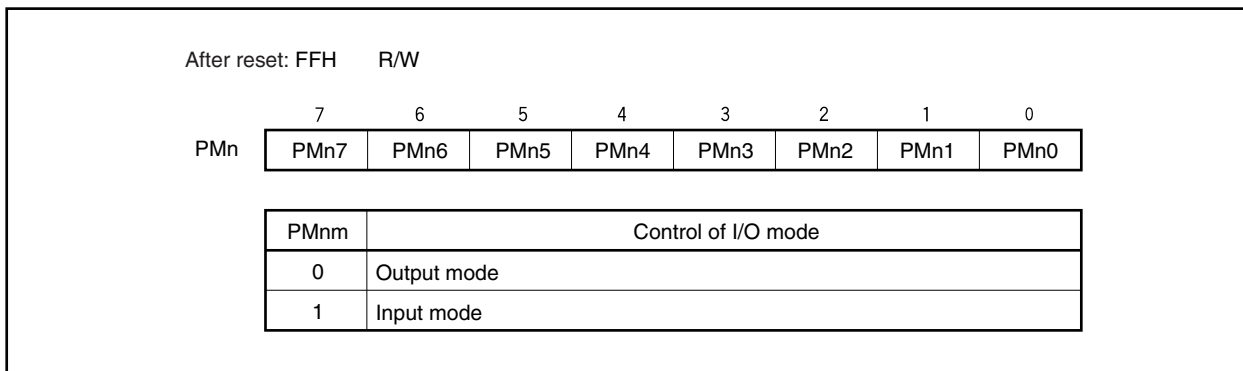 After reset: FFH R/W
7 6 5 4 3 2 1 0
PMn PMn7 PMn6 PMn5 PMn4 PMn3 PMn2 PMn1 PMn0
PMnm Control of I/O mode
0 Output mode
1 Input mode